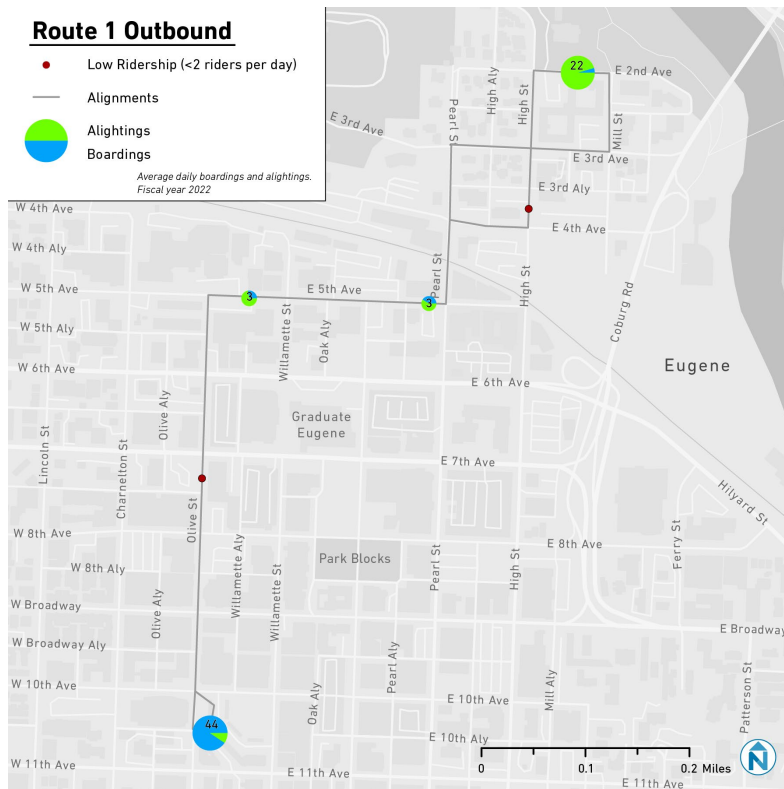 Route 1 Outbound
Low Ridership (<2 riders per day)
Alignments
Alightings
Boardings
Average daily boardings and alightings.
Fiscal year 2022
22
E 2nd Ave
High Aly
High St
Pearl St
Mill St
E 3rd Ave
E 3rd Ave
E 3rd Aly
W 4th Ave
E 4th Ave
W 4th Aly
Pearl St
High St
W 5th Ave
3
E 5th Ave
3
Coburg Rd
W 5th Aly
Willamette St
Oak Aly
Eugene
W 6th Ave
E 6th Ave
Olive Aly
Graduate
Eugene
Lincoln St
Charnelton St
E 7th Ave
Hilyard St
Olive St
W 8th Ave
E 8th Ave
Ferry St
Park Blocks
W 8th Aly
Willamette Aly
Willamette St
Pearl St
High St
W Broadway
Olive Aly
E Broadway
W Broadway Aly
Pearl Aly
W 10th Ave
Oak Aly
Mill Aly
Patterson St
E 10th Ave
44
E 10th Aly
W 11th Ave
E 11th Ave
E 11th Ave
0
0.1
0.2 Miles
N